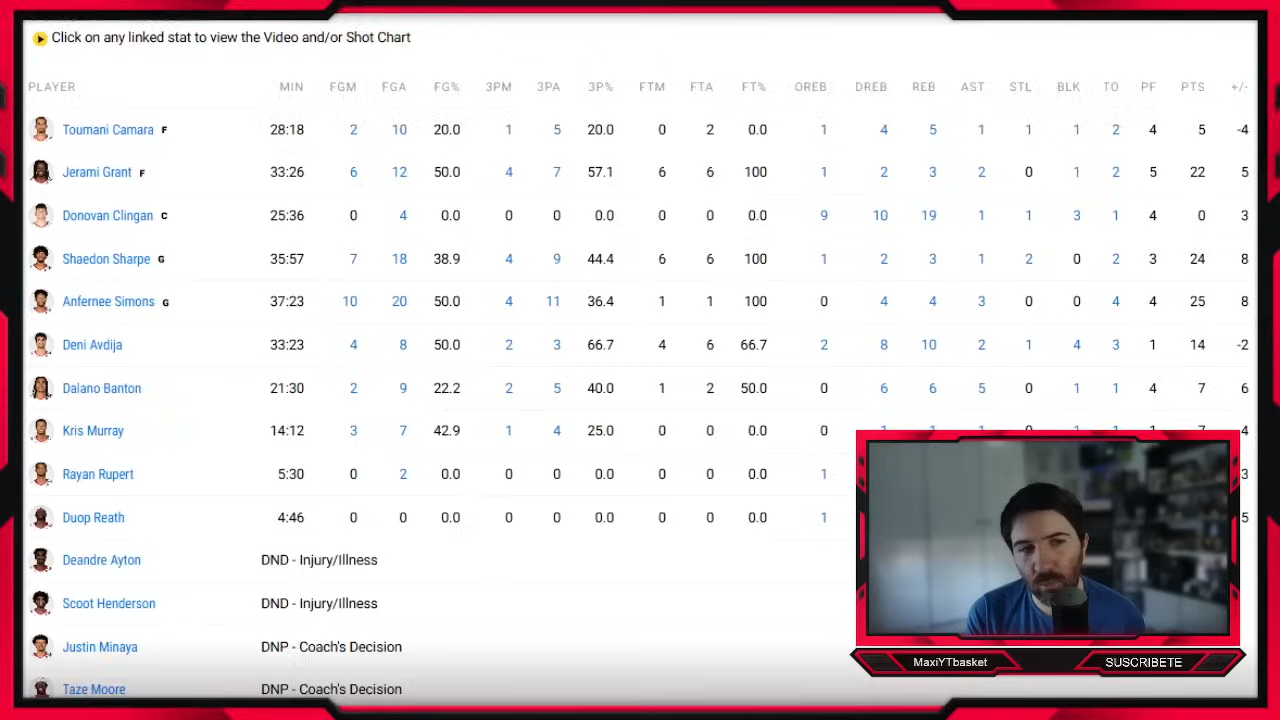 Click on any linked stat to view the Video and/or Shot Chart
PLAYER MIN FGM FGA FG% 3PM 3PA 3P% FTM FTA FT% OREB DREB REB AST STL BLK TO PF PTS +/-
Toumani Camara F 28:18 2 10 20.0 1 5 20.0 0 2 0.0 1 4 5 1 1 1 2 4 5 -4
Jerami Grant F 33:26 6 12 50.0 4 7 57.1 6 6 100 1 2 3 2 0 1 2 5 22 5
Donovan Clingan C 25:36 0 4 0.0 0 0 0.0 0 0 0.0 9 10 19 1 1 3 1 4 0 3
Shaedon Sharpe G 35:57 7 18 38.9 4 9 44.4 6 6 100 1 2 3 1 2 0 2 3 24 8
Anfernee Simons G 37:23 10 20 50.0 4 11 36.4 1 1 100 0 4 4 3 0 0 4 4 25 8
Deni Avdija 33:23 4 8 50.0 2 3 66.7 4 6 66.7 2 8 10 2 1 4 3 1 14 -2
Dalano Banton 21:30 2 9 22.2 2 5 40.0 1 2 50.0 0 6 6 5 0 1 1 4 7 6
Kris Murray 14:12 3 7 42.9 1 4 25.0 0 0 0.0 0 1 1 1 0 1 1 1 7 4
Rayan Rupert 5:30 0 2 0.0 0 0 0.0 0 0 0.0 1 3
Duop Reath 4:46 0 0 0.0 0 0 0.0 0 0 0.0 1 5
Deandre Ayton DND - Injury/Illness
Scoot Henderson DND - Injury/Illness
Justin Minaya DNP - Coach's Decision
Taze Moore DNP - Coach's Decision
MaxiYTbasket SUSCRIBETE